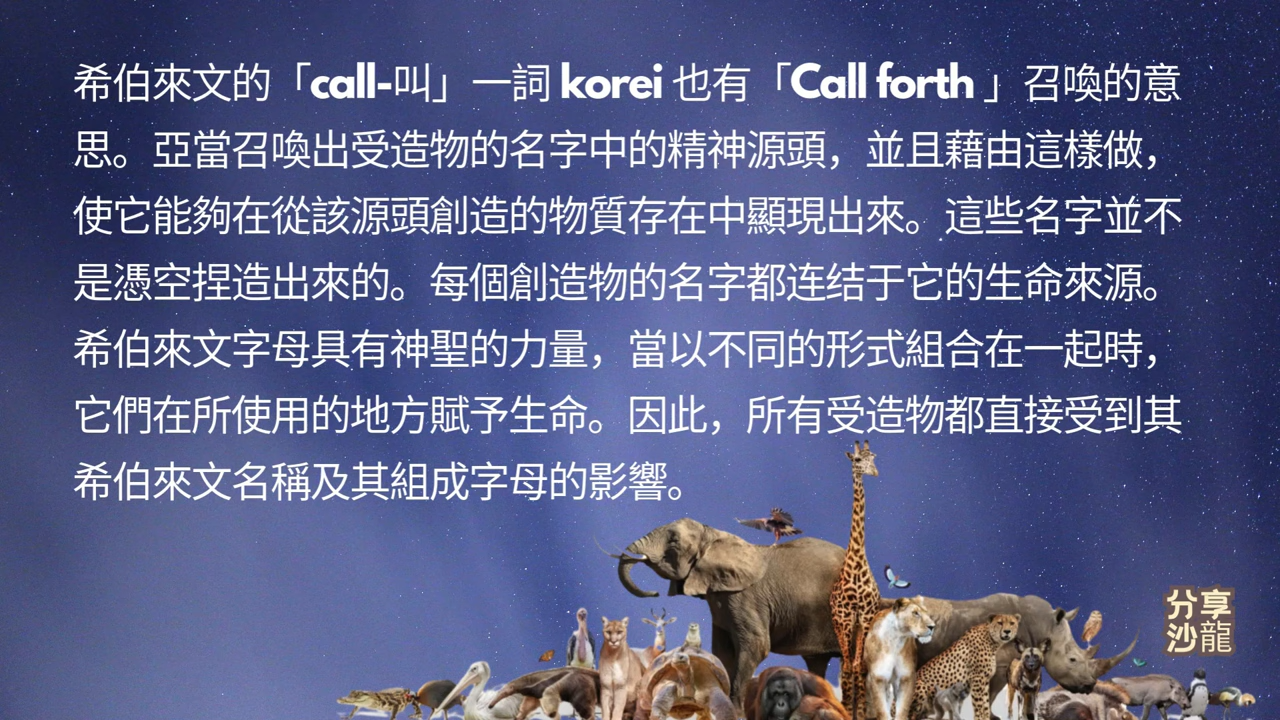 希伯來文的「call-叫」一詞 korei 也有「Call forth 」召喚的意
思。亞當召喚出受造物的名字中的精神源頭，並且藉由這樣做，
使它能夠在從該源頭創造的物質存在中顯現出來。這些名字並不
是憑空捏造出來的。每個創造物的名字都连结于它的生命來源。
希伯來文字母具有神聖的力量，當以不同的形式組合在一起時，
它們在所使用的地方賦予生命。因此，所有受造物都直接受到其
希伯來文名稱及其組成字母的影響。
分享
沙龍